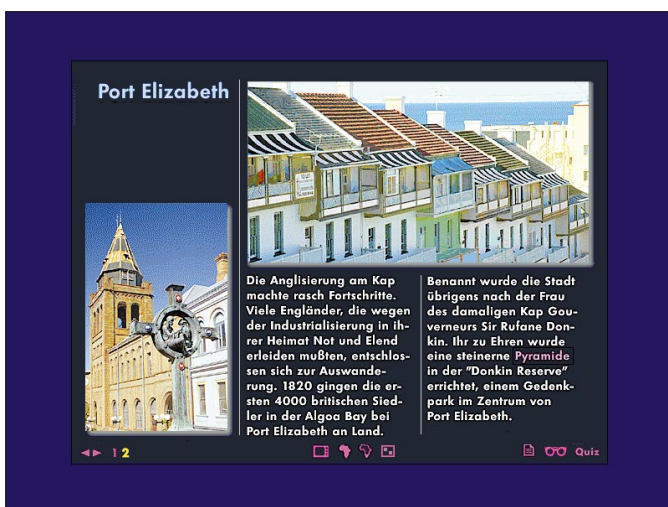 Port Elizabeth
Die Anglisierung am Kap
machte rasch Fortschritte.
Viele Engländer, die wegen
der Industrialisierung in ih-
rer Heimat Not und Elend
erleiden mußten, entschlos-
sen sich zur Auswande-
rung. 1820 gingen die er-
sten 4000 britischen Sied-
ler in der Algoa Bay bei
Port Elizabeth an Land.
Benannt wurde die Stadt
übrigens nach der Frau
des damaligen Kap Gou-
verneurs Sir Rufane Don-
kin. Ihr zu Ehren wurde
eine steinerne Pyramide
in der "Donkin Reserve"
errichtet, einem Gedenk-
park im Zentrum von
Port Elizabeth.
1 2
Quiz